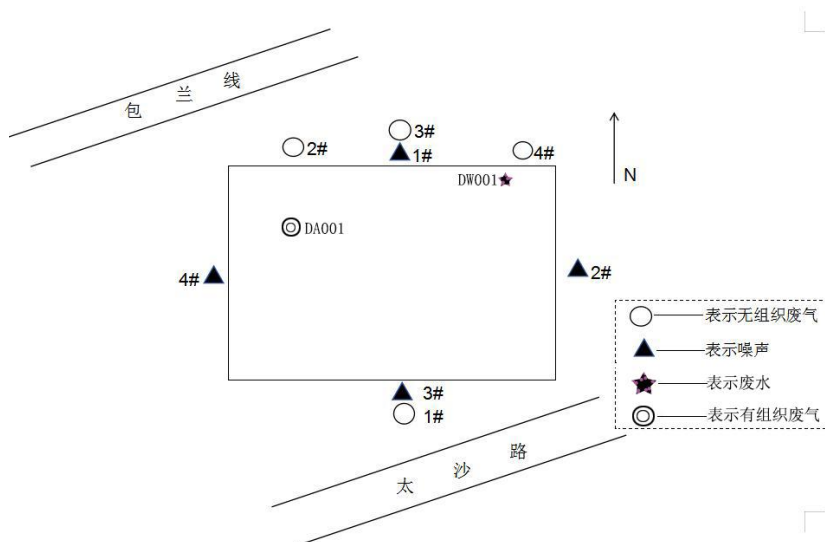 包兰线
3#
2#
1#
4#
DW001
N
DA001
4#
2#
表示无组织废气
表示噪声
表示废水
表示有组织废气
3#
1#
太沙路